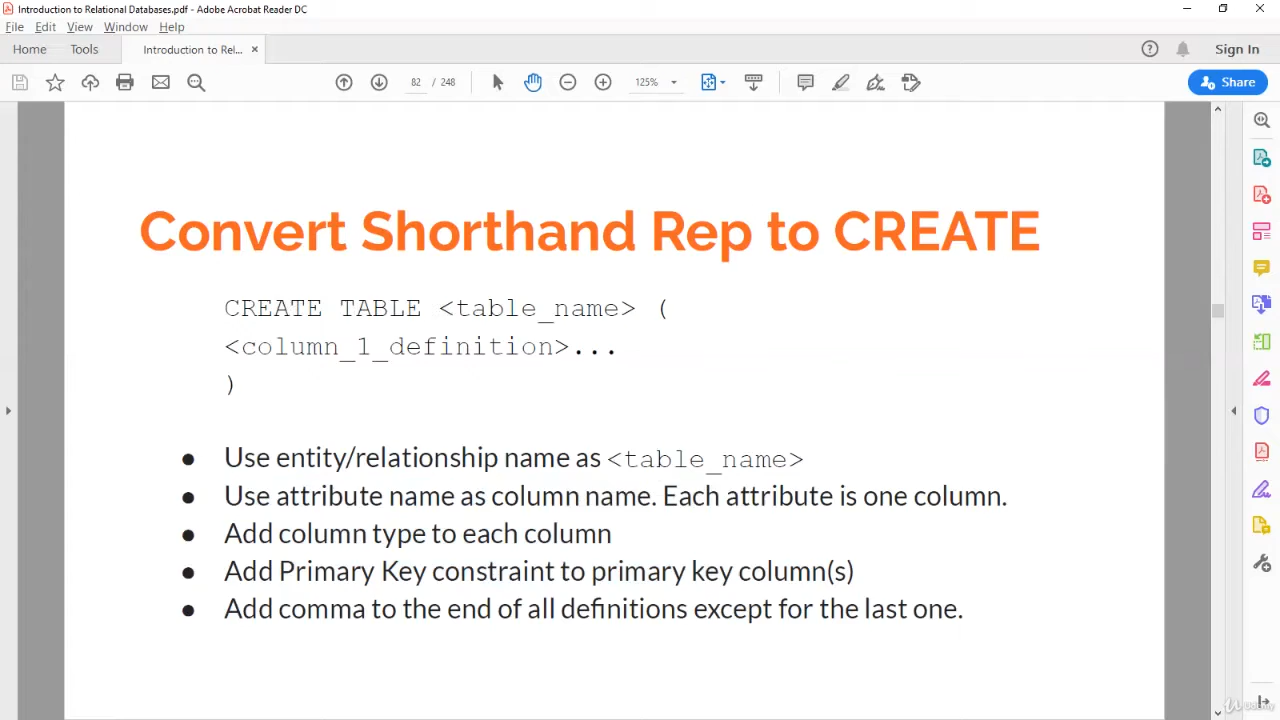 Introduction to Relational Databases.pdf - Adobe Acrobat Reader DC
File Edit View Window Help
Home Tools Introduction to Rel... × Sign In
82 / 248 125% Share
Convert Shorthand Rep to CREATE
CREATE TABLE <table_name> (
<column_1_definition>...
)
● Use entity/relationship name as <table_name>
● Use attribute name as column name. Each attribute is one column.
● Add column type to each column
● Add Primary Key constraint to primary key column(s)
● Add comma to the end of all definitions except for the last one.
Udemy